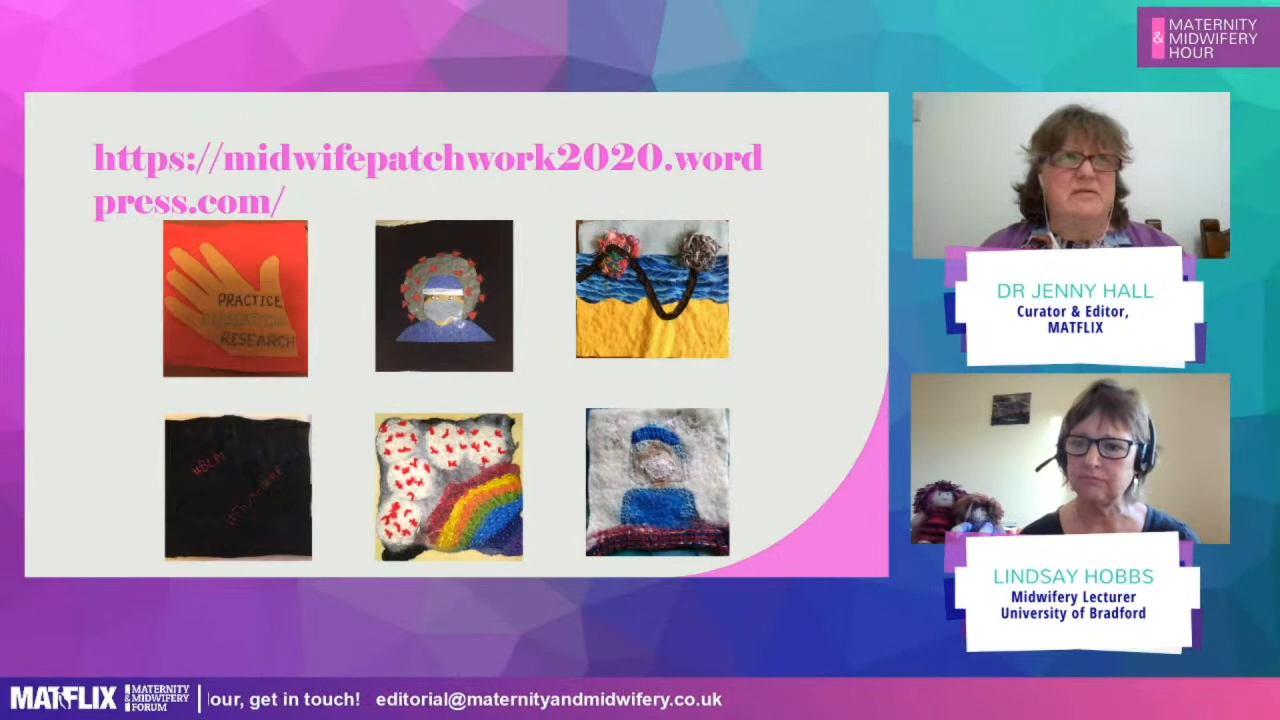 MATERNITY
& MIDWIFERY
HOUR
https://midwifepatchwork2020.word
press.com/
PRACTICE
RESEARCH
#BLM
DR JENNY HALL
Curator & Editor,
MATFLIX
LINDSAY HOBBS
Midwifery Lecturer
University of Bradford
MATFLIX
MATERNITY
& MIDWIFERY
FORUM
our, get in touch! editorial@maternityandmidwifery.co.uk